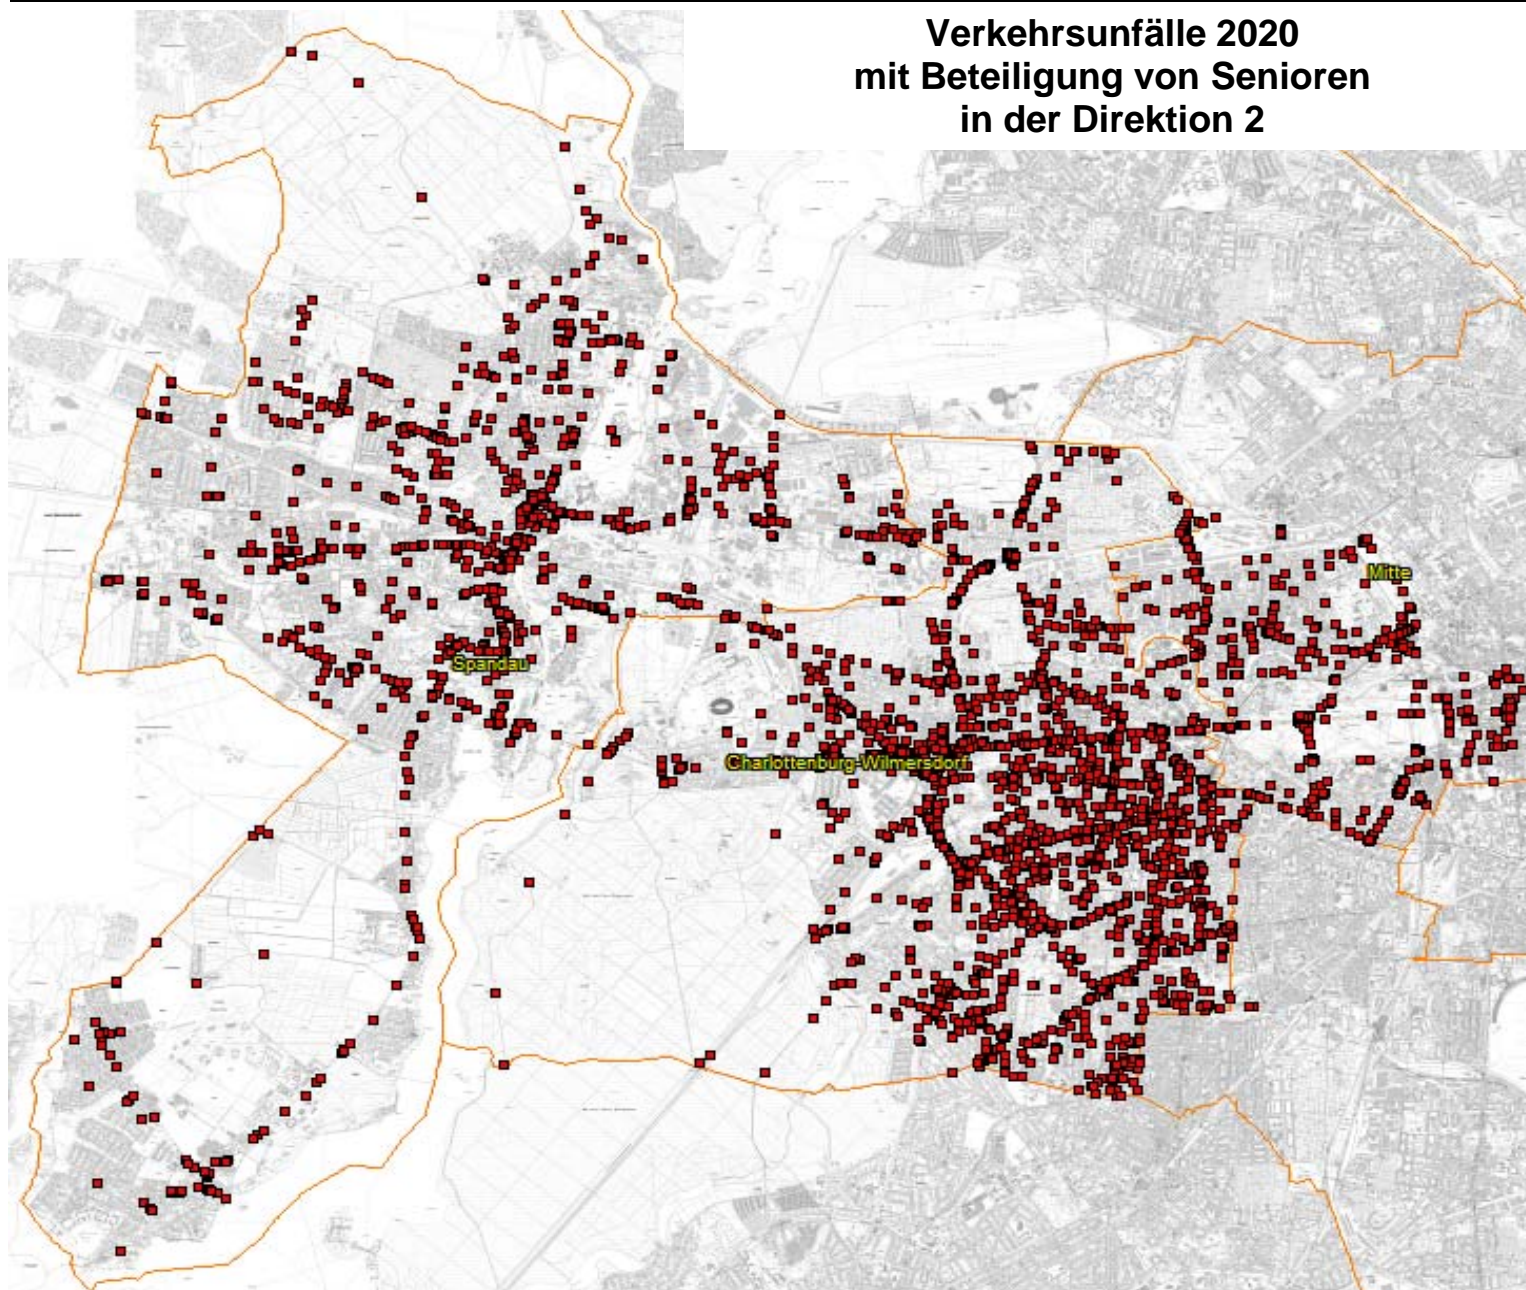 Verkehrsunfälle 2020
mit Beteiligung von Senioren
in der Direktion 2
Mitte
Spandau
Charlottenburg-Wilmersdorf